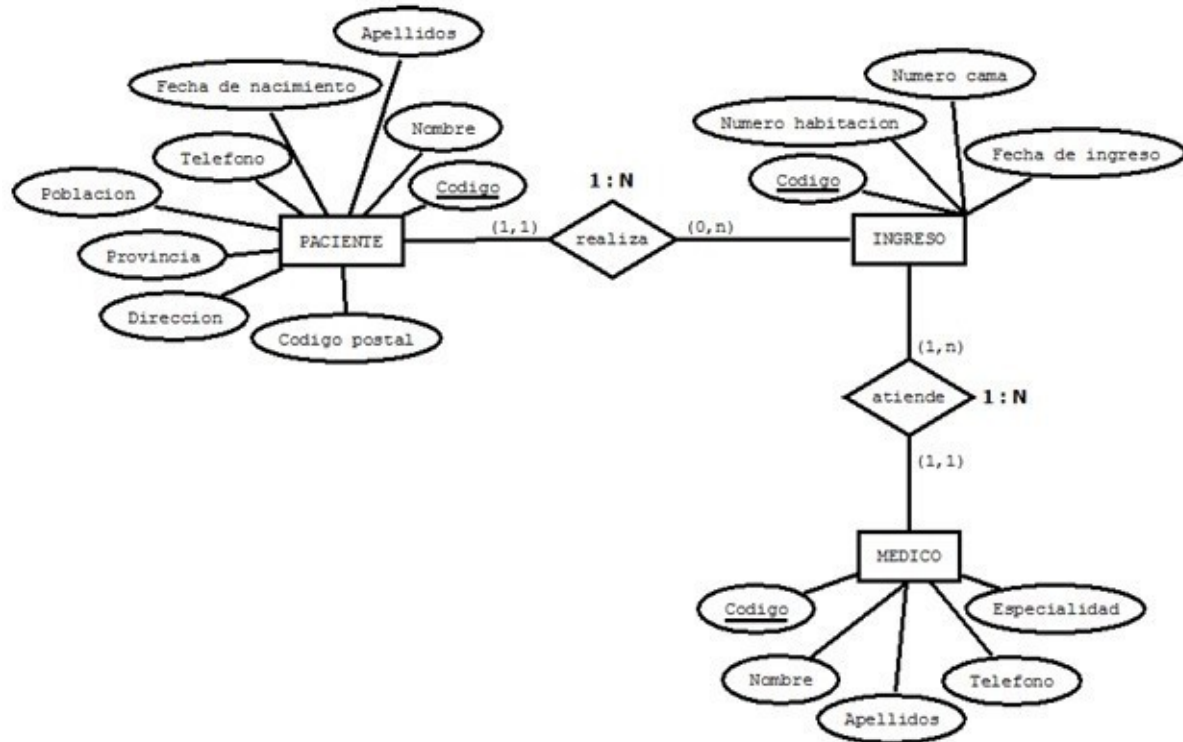 Apellidos
Fecha de nacimiento
Nombre
Telefono
Codigo
Poblacion
Provincia
Direccion
Codigo postal
PACIENTE
(1,1)
1:N
realiza
(0,n)
Numero cama
Numero habitacion
Fecha de ingreso
Codigo
INGRESO
(1,n)
atiende
1:N
(1,1)
MEDICO
Codigo
Especialidad
Nombre
Telefono
Apellidos